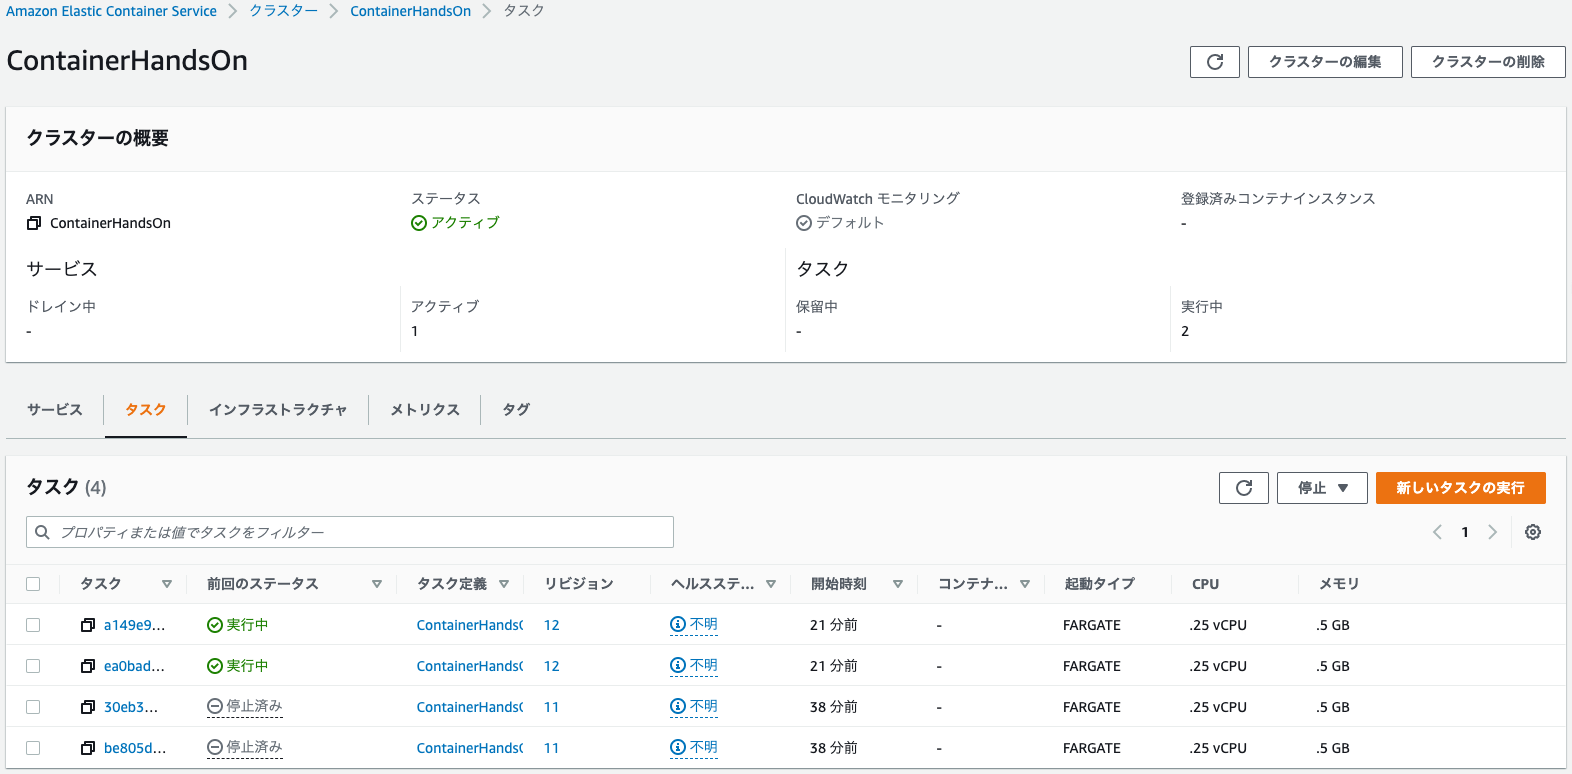 Amazon Elastic Container Service > クラスター > ContainerHandsOn > タスク
ContainerHandsOn
クラスターの編集
クラスターの削除
クラスターの概要
ARN ステータス CloudWatch モニタリング 登録済みコンテナインスタンス
ContainerHandsOn アクティブ デフォルト -
サービス タスク
ドレイン中 アクティブ 保留中 実行中
- 1 - 2
サービス タスク インフラストラクチャ メトリクス タグ
タスク (4) 停止 新しいタスクの実行
プロパティまたは値でタスクをフィルター 1
タスク 前回のステータス タスク定義 リビジョン ヘルスステ... 開始時刻 コンテナ... 起動タイプ CPU メモリ
a149e9... 実行中 ContainerHands 12 不明 21 分前 - FARGATE .25 vCPU .5 GB
ea0bad... 実行中 ContainerHands 12 不明 21 分前 - FARGATE .25 vCPU .5 GB
30eb3... 停止済み ContainerHands 11 不明 38 分前 - FARGATE .25 vCPU .5 GB
be805d... 停止済み ContainerHands 11 不明 38 分前 - FARGATE .25 vCPU .5 GB